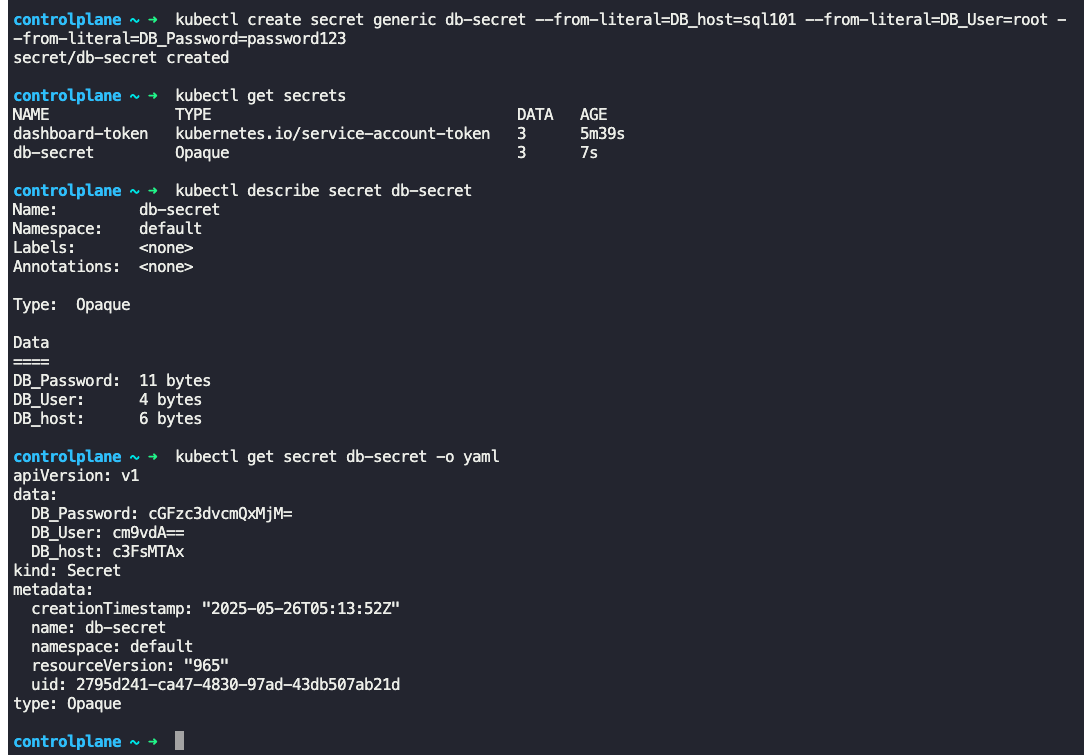 controlplane ~ ➜  kubectl create secret generic db-secret --from-literal=DB_host=sql101 --from-literal=DB_User=root -
-from-literal=DB_Password=password123
secret/db-secret created

controlplane ~ ➜  kubectl get secrets
NAME              TYPE                                  DATA   AGE
dashboard-token   kubernetes.io/service-account-token   3      5m39s
db-secret         Opaque                                3      7s

controlplane ~ ➜  kubectl describe secret db-secret
Name:         db-secret
Namespace:    default
Labels:       <none>
Annotations:  <none>

Type:  Opaque

Data
====
DB_Password:  11 bytes
DB_User:      4 bytes
DB_host:      6 bytes

controlplane ~ ➜  kubectl get secret db-secret -o yaml
apiVersion: v1
data:
  DB_Password: cGFzc3dvcmQxMjM=
  DB_User: cm9vdA==
  DB_host: c3FsMTAx
kind: Secret
metadata:
  creationTimestamp: "2025-05-26T05:13:52Z"
  name: db-secret
  namespace: default
  resourceVersion: "965"
  uid: 2795d241-ca47-4830-97ad-43db507ab21d
type: Opaque

controlplane ~ ➜